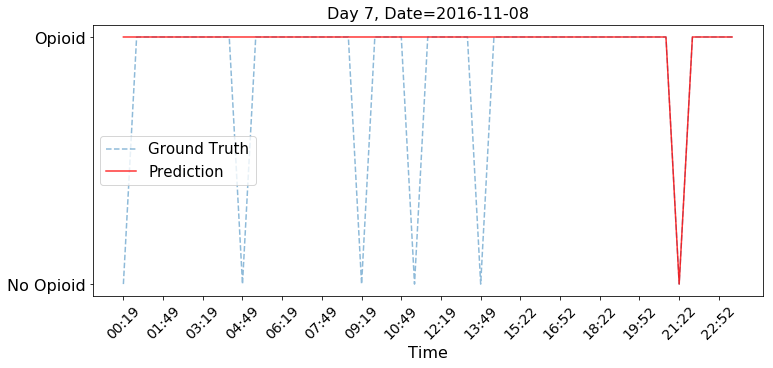 Day 7, Date=2016-11-08
Opioid
No Opioid
Ground Truth
Prediction
00:19
01:49
03:19
04:49
06:19
07:49
09:19
10:49
12:19
13:49
15:22
16:52
18:22
19:52
21:22
22:52
Time